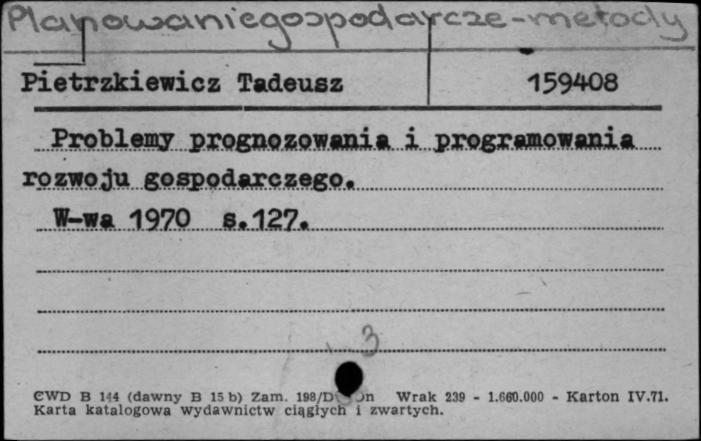 Planowanie gospodarcze-metody
Pietrzkiewicz Tadeusz 159408
Problemy prognozowania i programowania
rozwoju gospodarczego.
W-wa 1970 s.127.
3
CWD B 144 (dawny B 15 b) Zam. 198/D Wrak 239 - 1.660.000 - Karton IV.71.
Karta katalogowa wydawnictw ciągłych i zwartych.